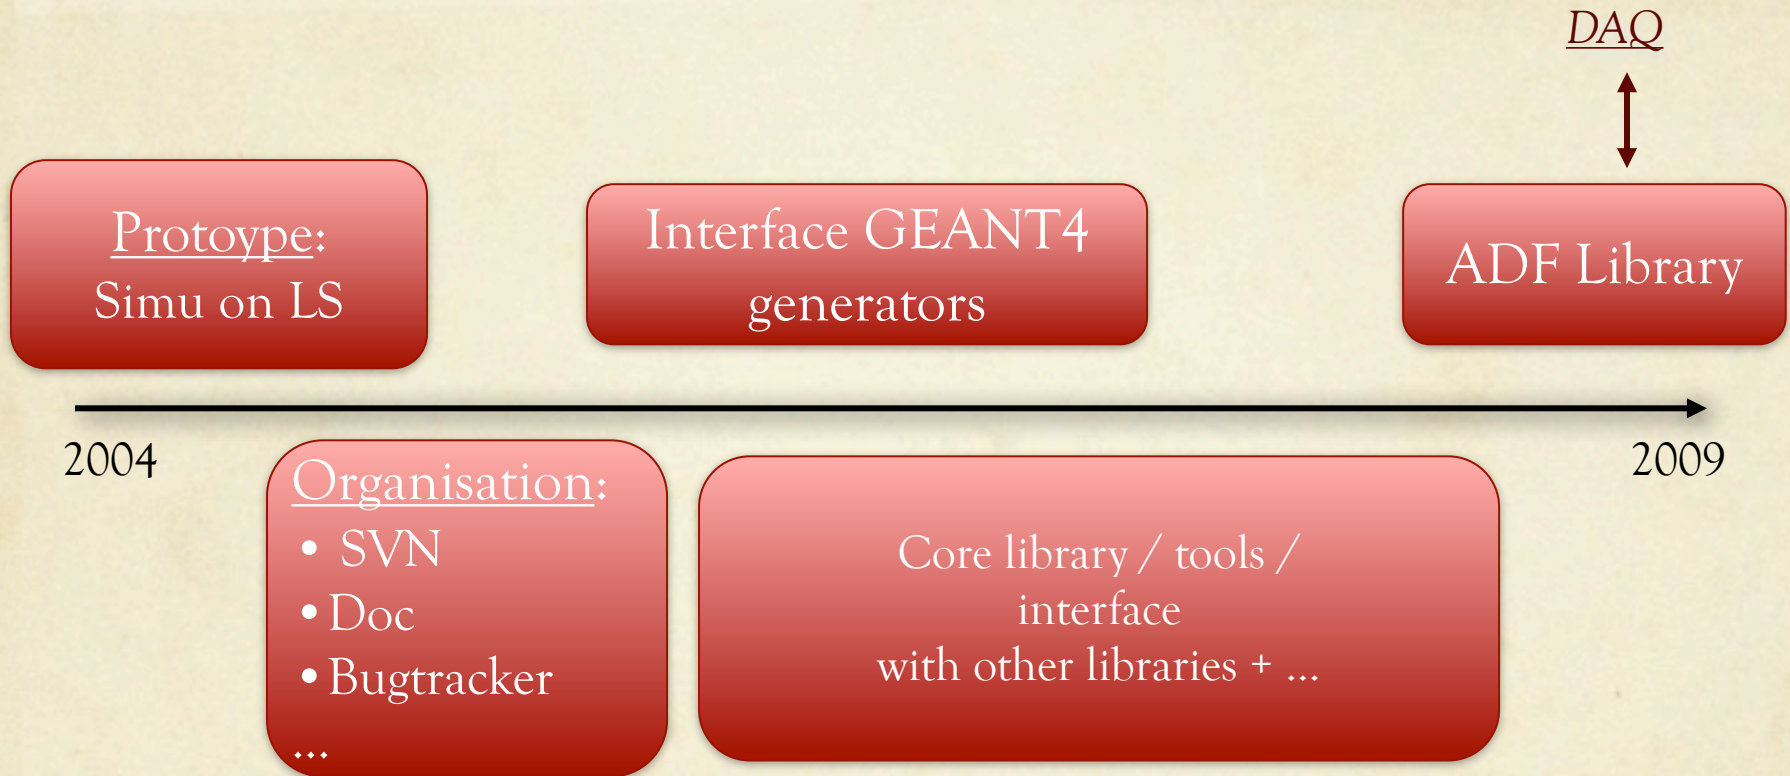 DAQ
Protoype:
Simu on LS
Interface GEANT4
generators
ADF Library
2004
2009
Organisation:
• SVN
• Doc
• Bugtracker
...
Core library / tools /
interface
with other libraries + ...